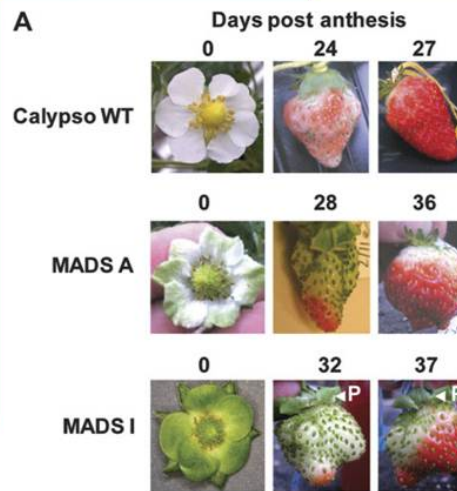 A
Days post anthesis
0 24 27
Calypso WT
0 28 36
MADS A
0 32 37
MADS I
P P